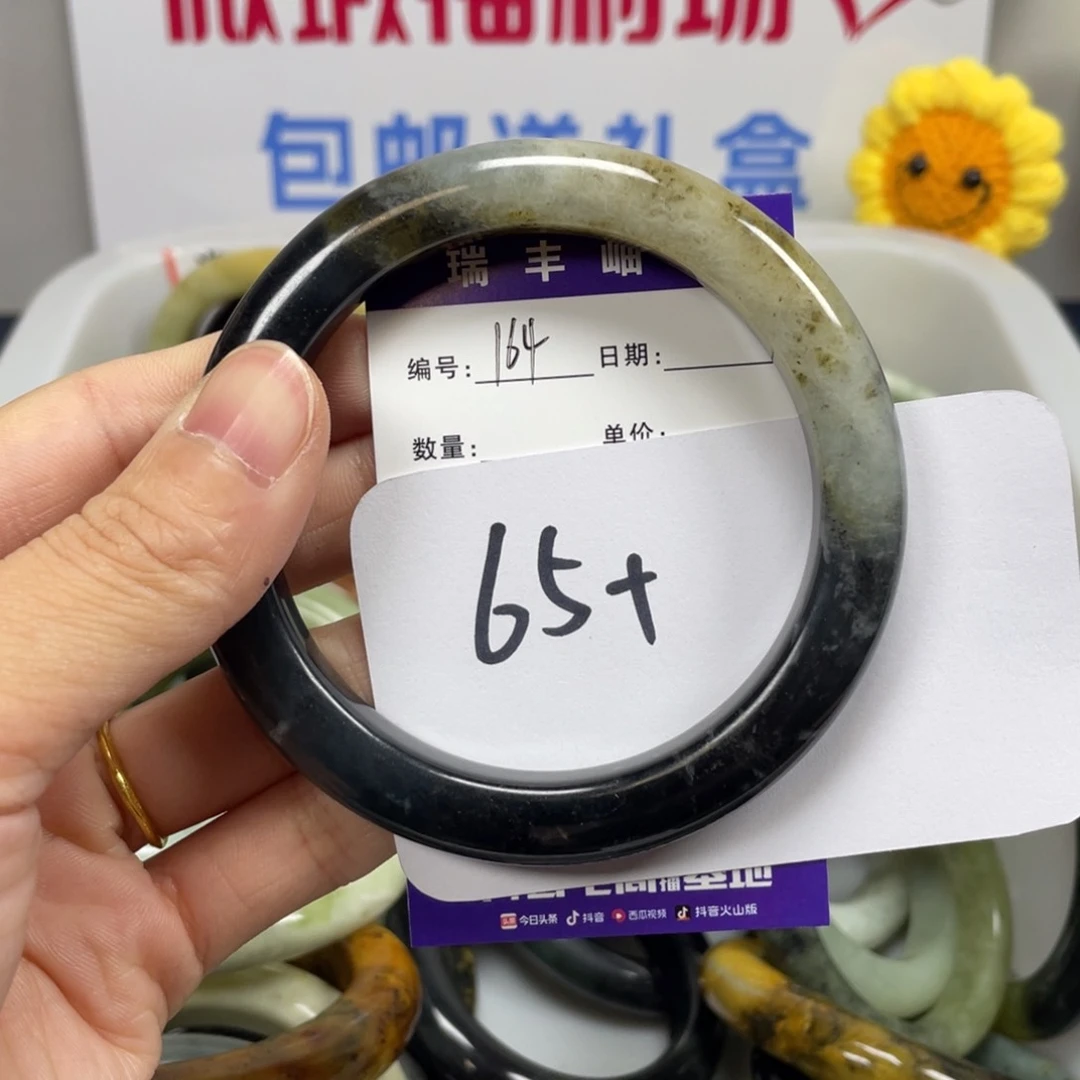 包邮送礼盒
瑞丰岫
编号: 164 日期:
数量: 单价:
65+
今日头条 抖音 西瓜视频 抖音火山版